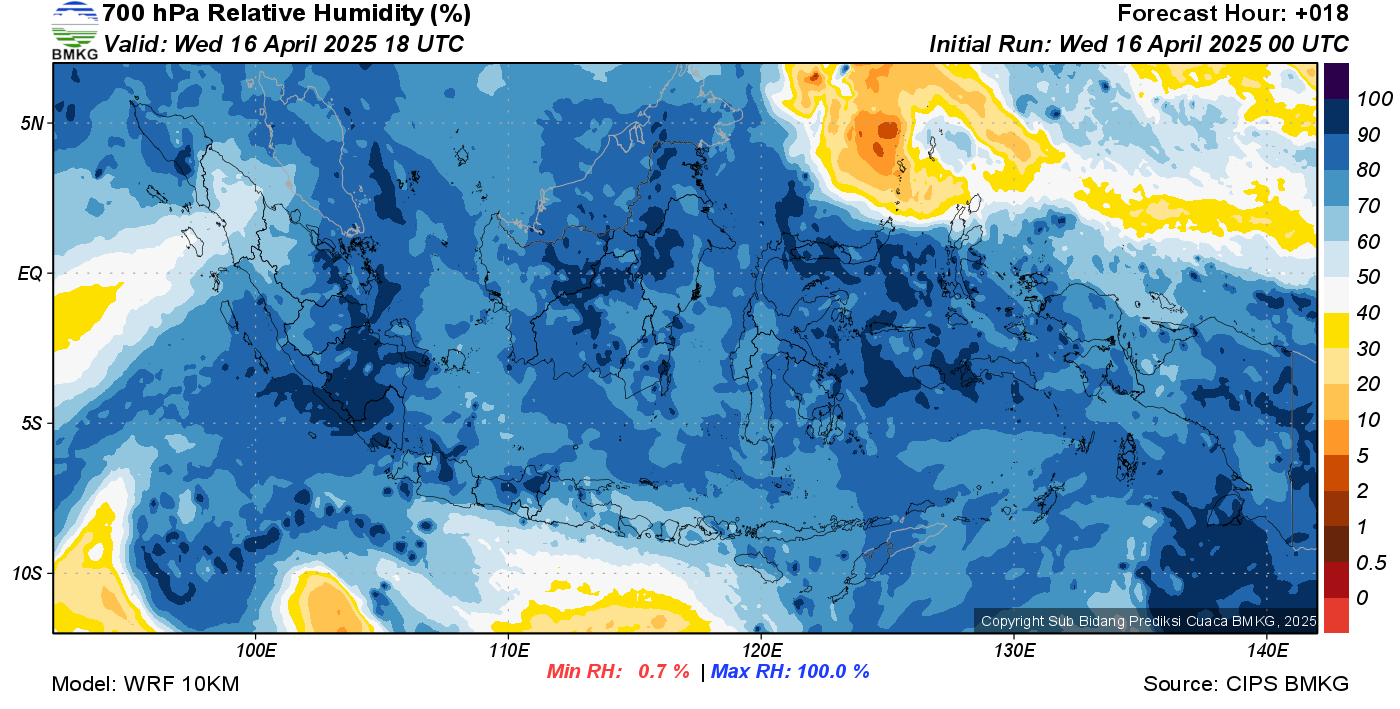 700 hPa Relative Humidity (%)
Forecast Hour: +018
BMKG
Valid: Wed 16 April 2025 18 UTC
Initial Run: Wed 16 April 2025 00 UTC
5N
EQ
5S
10S
100
90
80
70
60
50
40
30
20
10
5
2
1
0.5
0
Copyright Sub Bidang Prediksi Cuaca BMKG, 2025
100E
110E
120E
130E
140E
Min RH: 0.7 % | Max RH: 100.0 %
Model: WRF 10KM
Source: CIPS BMKG